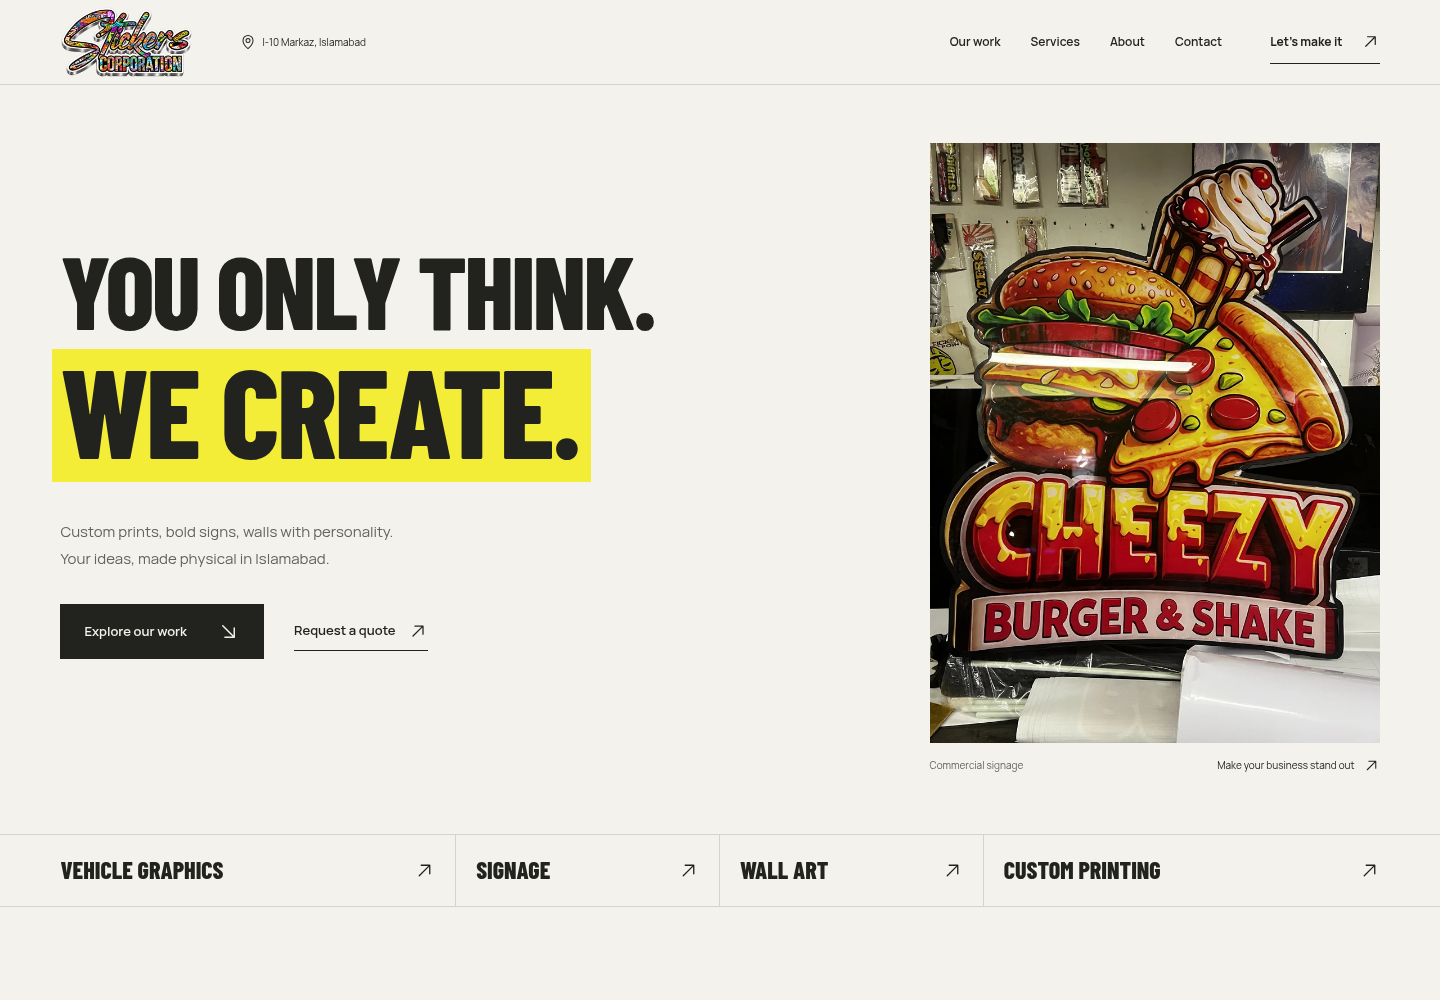 Stickers
CORPORATION
I-10 Markaz, Islamabad
Our work
Services
About
Contact
Let's make it
YOU ONLY THINK.
WE CREATE.
Custom prints, bold signs, walls with personality.
Your ideas, made physical in Islamabad.
Explore our work
Request a quote
CHEEZY
BURGER & SHAKE
Commercial signage
Make your business stand out
VEHICLE GRAPHICS
SIGNAGE
WALL ART
CUSTOM PRINTING